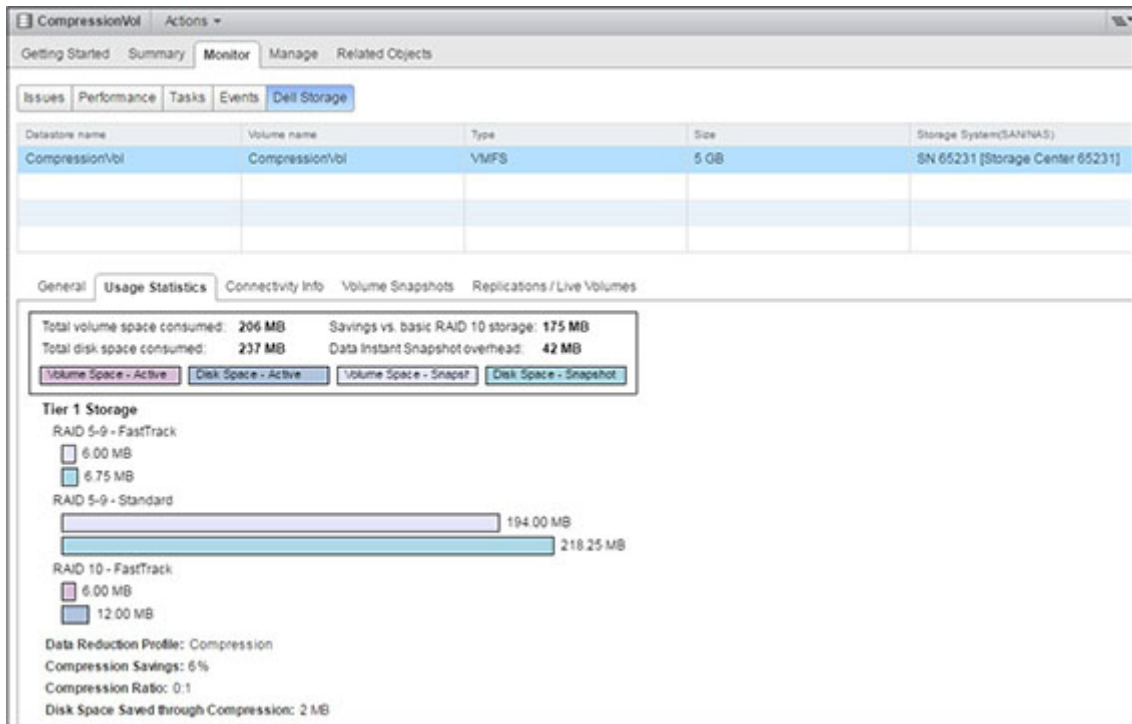 CompressionVol Actions
Getting Started Summary Monitor Manage Related Objects
Issues Performance Tasks Events Dell Storage
Datastore name Volume name Type Size Storage System(SAN/NAS)
CompressionVol CompressionVol VMFS 5 GB SN 65231 [Storage Center 65231]
General Usage Statistics Connectivity Info Volume Snapshots Replications / Live Volumes
Total volume space consumed: 206 MB Savings vs. basic RAID 10 storage: 175 MB
Total disk space consumed: 237 MB Data Instant Snapshot overhead: 42 MB
Volume Space - Active Disk Space - Active Volume Space - Snapsh Disk Space - Snapshot
Tier 1 Storage
RAID 5-9 - FastTrack
6.00 MB
6.75 MB
RAID 5-9 - Standard
194.00 MB
218.25 MB
RAID 10 - FastTrack
6.00 MB
12.00 MB
Data Reduction Profile: Compression
Compression Savings: 6%
Compression Ratio: 0:1
Disk Space Saved through Compression: 2 MB